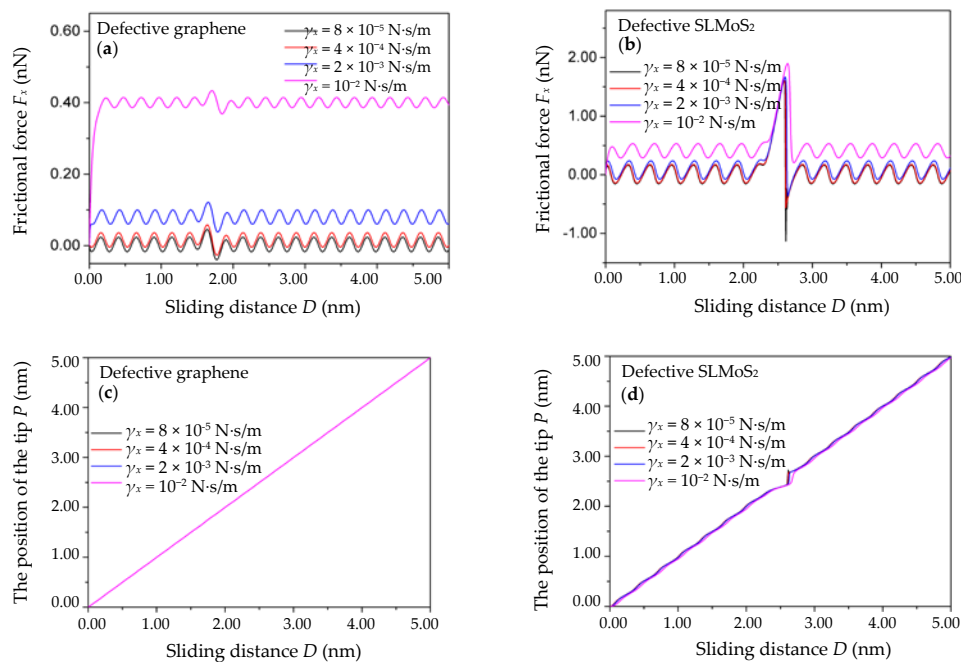 Defective graphene
(a)
γx = 8 × 10⁻⁵ N·s/m
γx = 4 × 10⁻⁴ N·s/m
γx = 2 × 10⁻³ N·s/m
γx = 10⁻² N·s/m
Frictional force Fx (nN)
0.60
0.40
0.20
0.00
0.00 1.00 2.00 3.00 4.00 5.00
Sliding distance D (nm)
Defective SLMoS₂
(b)
γx = 8 × 10⁻⁵ N·s/m
γx = 4 × 10⁻⁴ N·s/m
γx = 2 × 10⁻³ N·s/m
γx = 10⁻² N·s/m
Frictional force Fx (nN)
2.00
1.00
0.00
-1.00
0.00 1.00 2.00 3.00 4.00 5.00
Sliding distance D (nm)
Defective graphene
(c)
γx = 8 × 10⁻⁵ N·s/m
γx = 4 × 10⁻⁴ N·s/m
γx = 2 × 10⁻³ N·s/m
γx = 10⁻² N·s/m
The position of the tip P (nm)
5.00
4.00
3.00
2.00
1.00
0.00
0.00 1.00 2.00 3.00 4.00 5.00
Sliding distance D (nm)
Defective SLMoS₂
(d)
γx = 8 × 10⁻⁵ N·s/m
γx = 4 × 10⁻⁴ N·s/m
γx = 2 × 10⁻³ N·s/m
γx = 10⁻² N·s/m
The position of the tip P (nm)
5.00
4.00
3.00
2.00
1.00
0.00
0.00 1.00 2.00 3.00 4.00 5.00
Sliding distance D (nm)